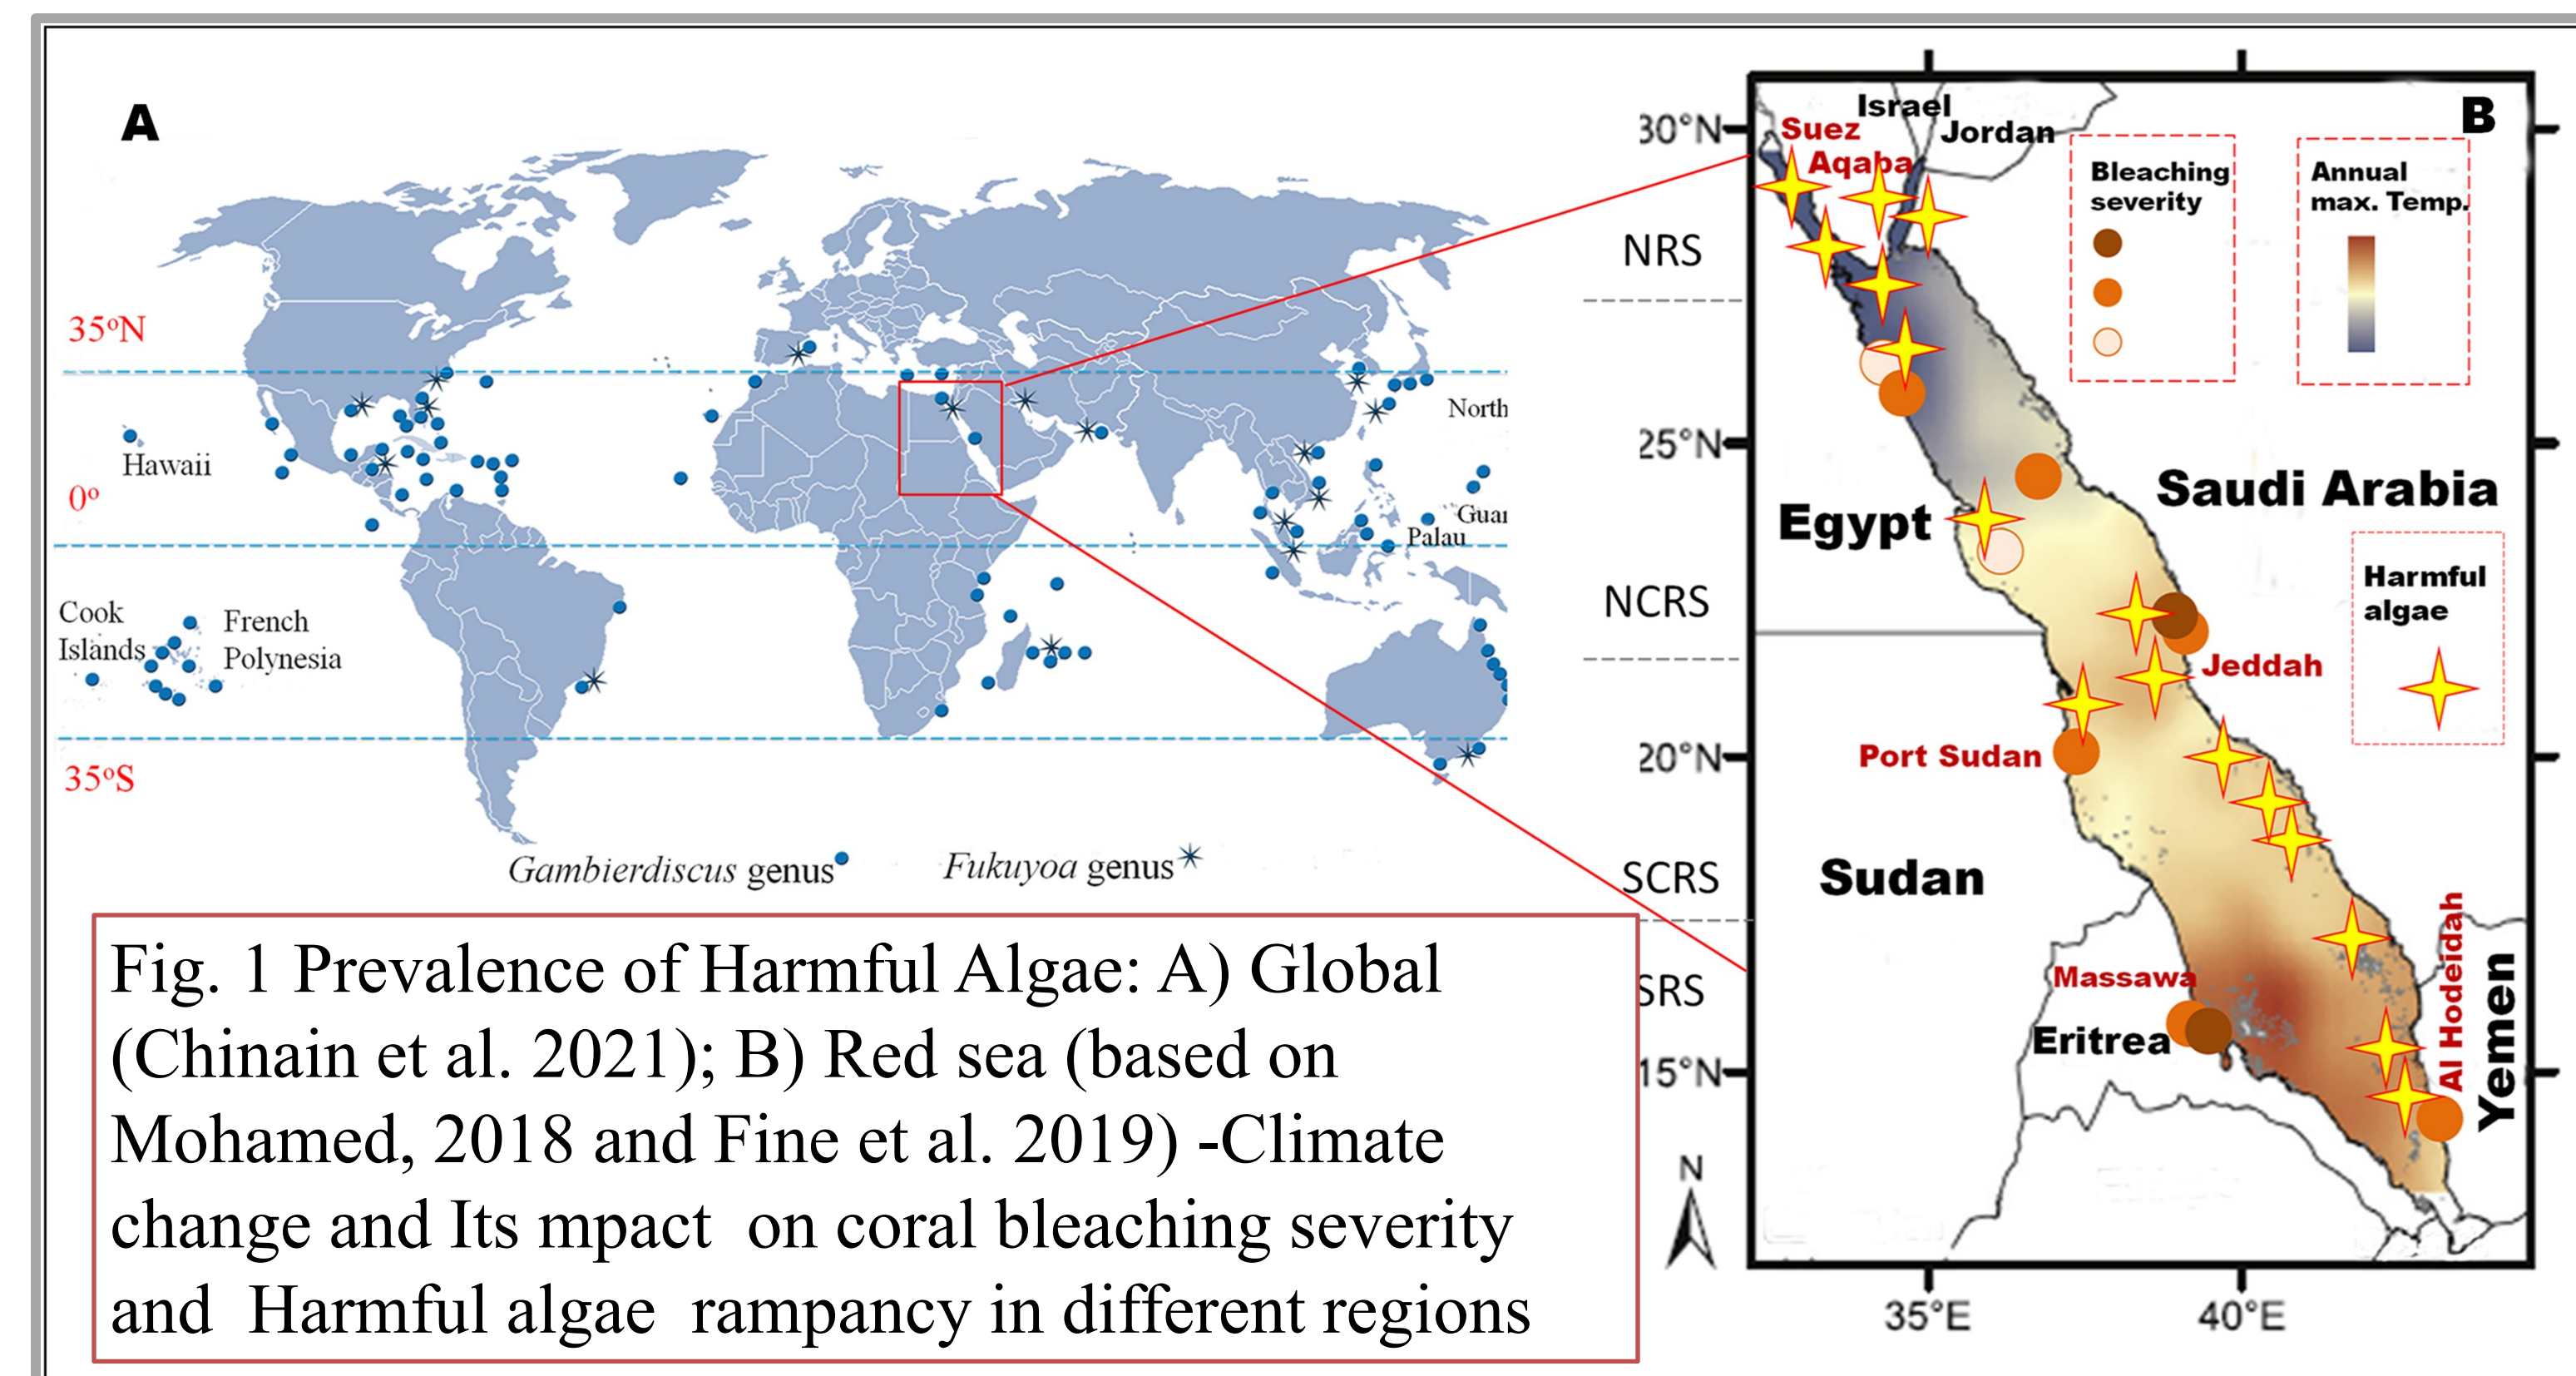 A
35ºN
0º
35ºS
Hawaii
Cook
Islands
French
Polynesia
North
Guar
Palau
Gambierdiscus genus
Fukuyoa genus
Fig. 1 Prevalence of Harmful Algae: A) Global
(Chinain et al. 2021); B) Red sea (based on
Mohamed, 2018 and Fine et al. 2019) -Climate
change and Its mpact on coral bleaching severity
and Harmful algae rampancy in different regions
B
30°N
25°N
20°N
15°N
NRS
NCRS
SCRS
SRS
N
35°E
40°E
Israel
Jordan
Suez
Aqaba
Bleaching
severity
Annual
max. Temp.
Egypt
Saudi Arabia
Harmful
algae
Jeddah
Port Sudan
Sudan
Massawa
Eritrea
Al Hodeidah
Yemen